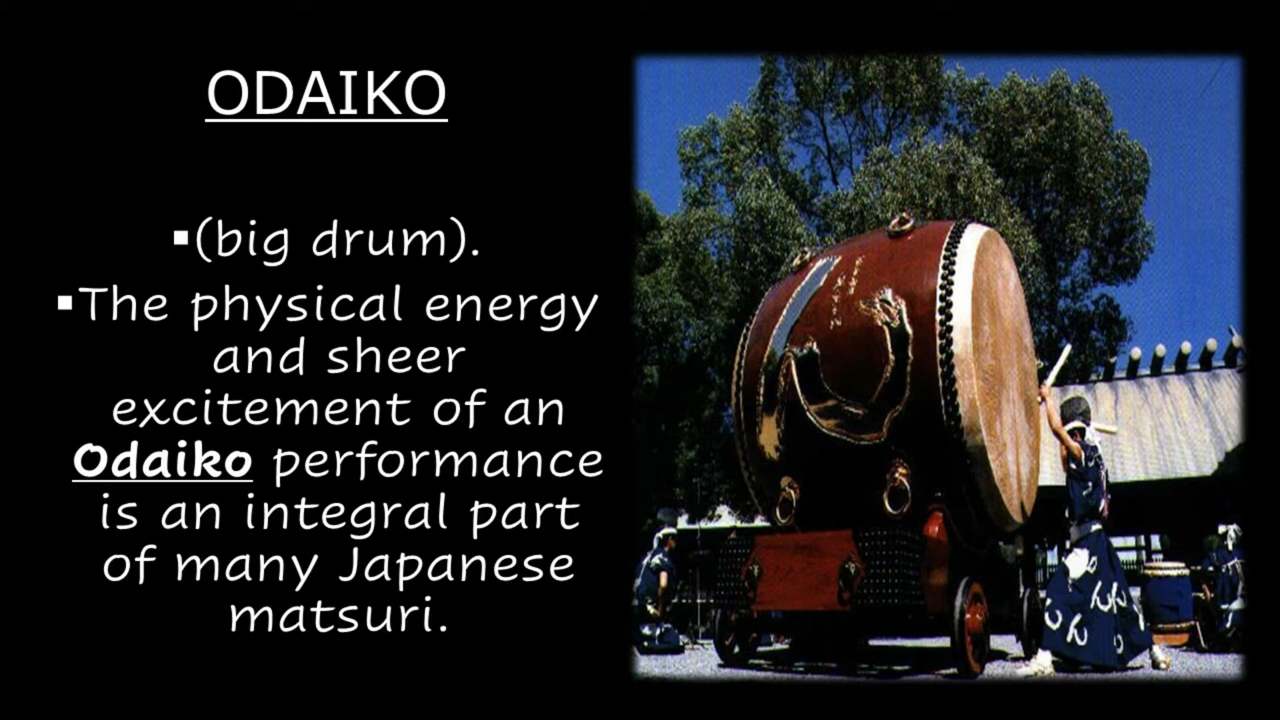 ODAIKO
▪(big drum).
▪The physical energy
and sheer
excitement of an
Odaiko performance
is an integral part
of many Japanese
matsuri.